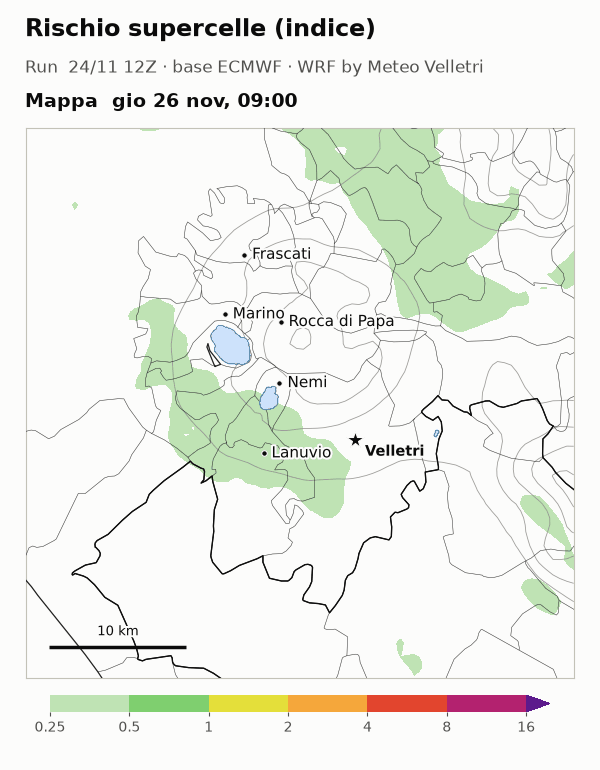 Rischio supercelle (indice)
Run  24/11 12Z · base ECMWF · WRF by Meteo Velletri
Mappa  gio 26 nov, 09:00
Frascati
Marino
Rocca di Papa
Nemi
Velletri
Lanuvio
10 km
0.25 0.5 1 2 4 8 16